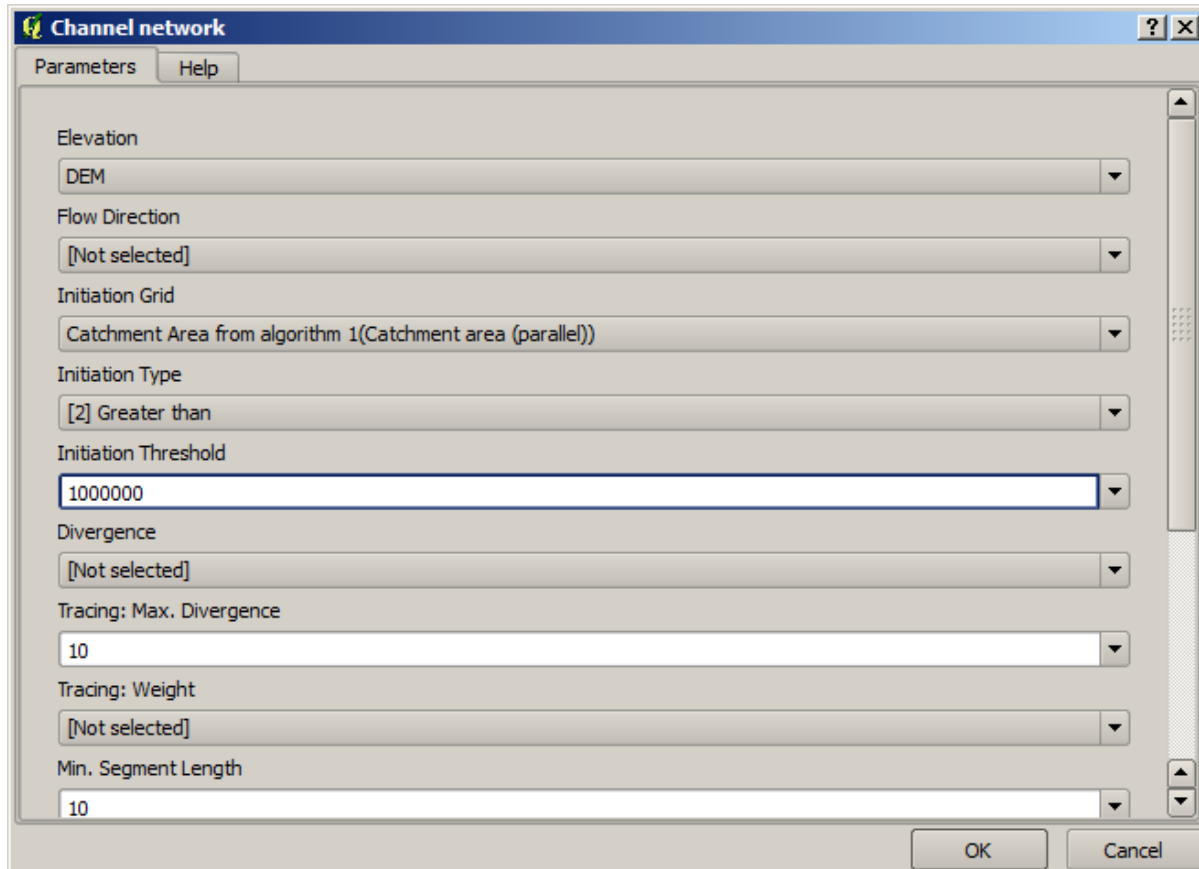 Channel network
Parameters Help
Elevation
DEM
Flow Direction
[Not selected]
Initiation Grid
Catchment Area from algorithm 1(Catchment area (parallel))
Initiation Type
[2] Greater than
Initiation Threshold
1000000
Divergence
[Not selected]
Tracing: Max. Divergence
10
Tracing: Weight
[Not selected]
Min. Segment Length
10
OK Cancel